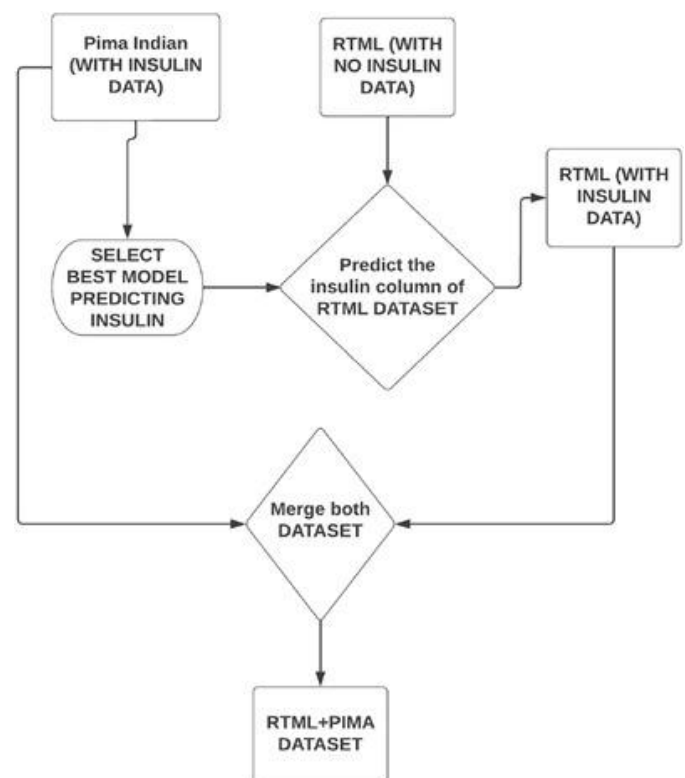 Pima Indian
(WITH INSULIN
DATA)
RTML (WITH
NO INSULIN
DATA)
RTML (WITH
INSULIN
DATA)
SELECT
BEST MODEL
PREDICTING
INSULIN
Predict the
insulin column of
RTML DATASET
Merge both
DATASET
RTML+PIMA
DATASET